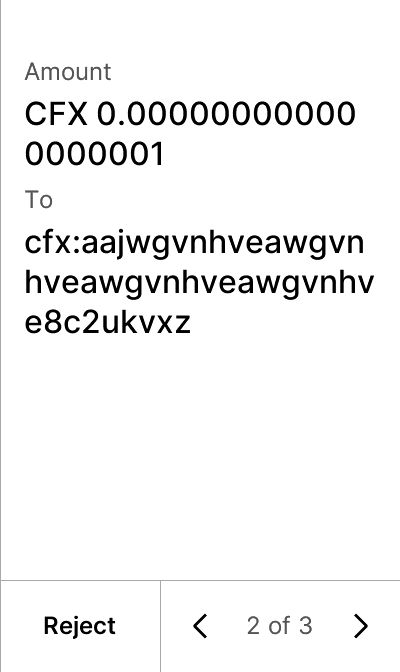 Amount
CFX 0.00000000000
0000001
To
cfx:aajwgvnhveawgvn
hveawgvnhveawgvnhv
e8c2ukvxz
Reject
2 of 3